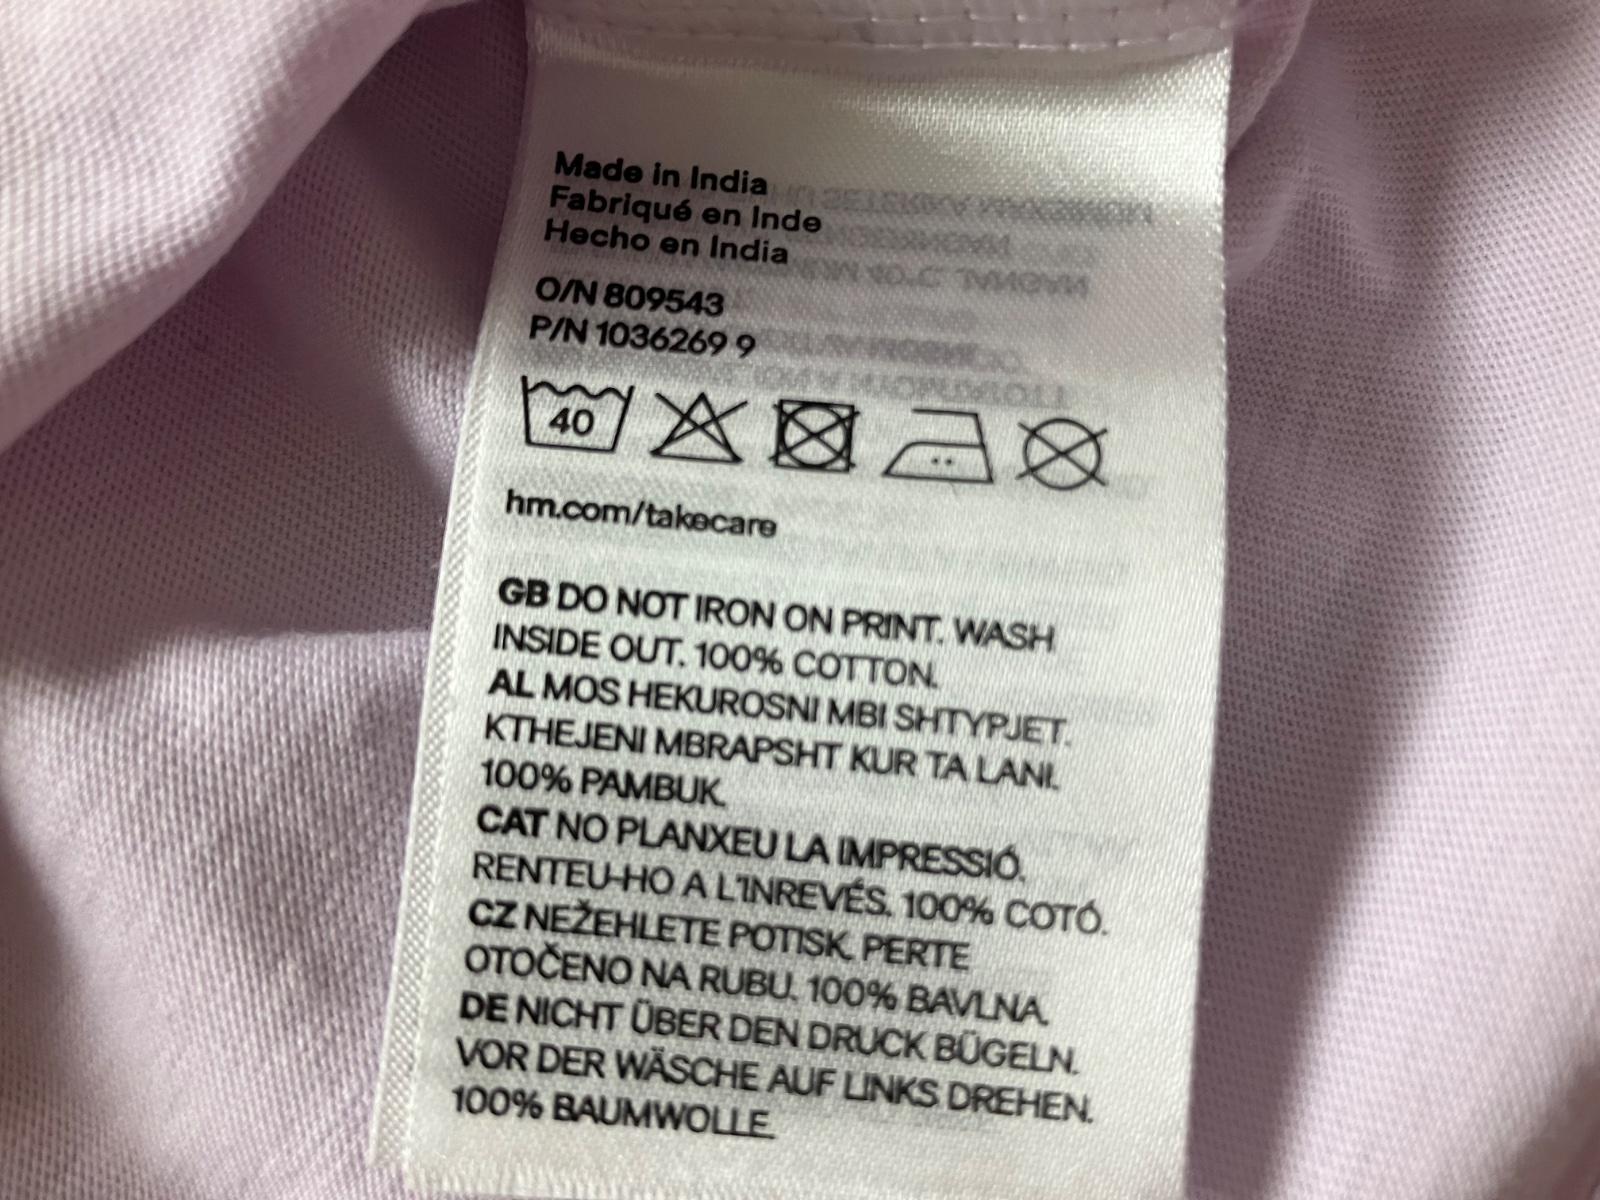 Made in India
Fabriqué en Inde
Hecho en India
O/N 809543
P/N 1036269 9
40
hm.com/takecare
GB DO NOT IRON ON PRINT. WASH
INSIDE OUT. 100% COTTON.
AL MOS HEKUROSNI MBI SHTYPJET.
KTHEJENI MBRAPSHT KUR TA LANI.
100% PAMBUK.
CAT NO PLANXEU LA IMPRESSIÓ.
RENTEU-HO A L'INREVÉS. 100% COTÓ.
CZ NEŽEHLETE POTISK. PERTE
OTOČENO NA RUBU. 100% BAVLNA.
DE NICHT ÜBER DEN DRUCK BÜGELN.
VOR DER WÄSCHE AUF LINKS DREHEN.
100% BAUMWOLLE.